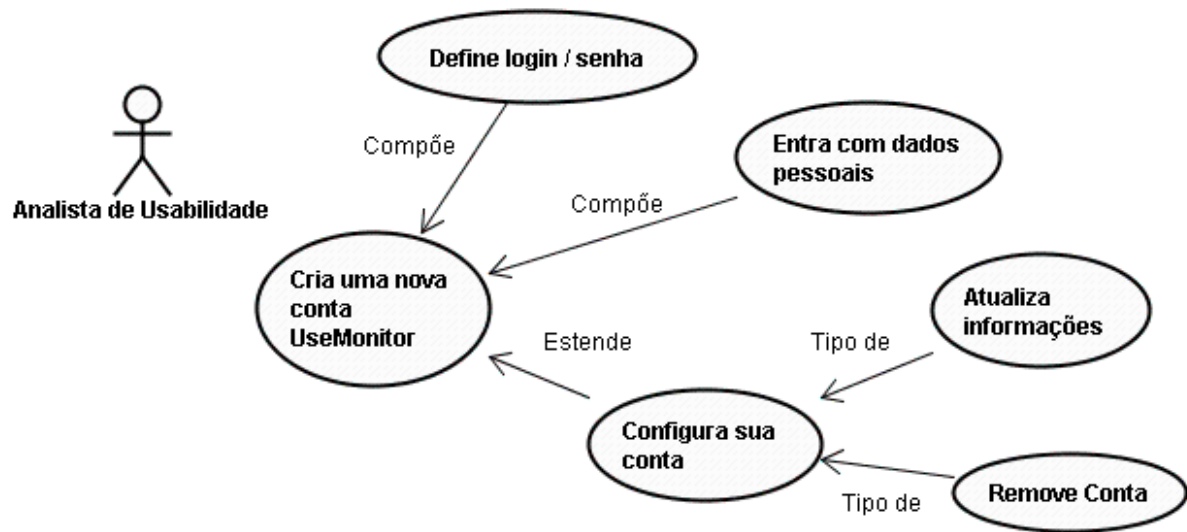 Define login / senha
Compõe
Entra com dados
pessoais
Analista de Usabilidade
Compõe
Cria uma nova
conta
UseMonitor
Atualiza
informações
Estende
Tipo de
Configura sua
conta
Remove Conta
Tipo de